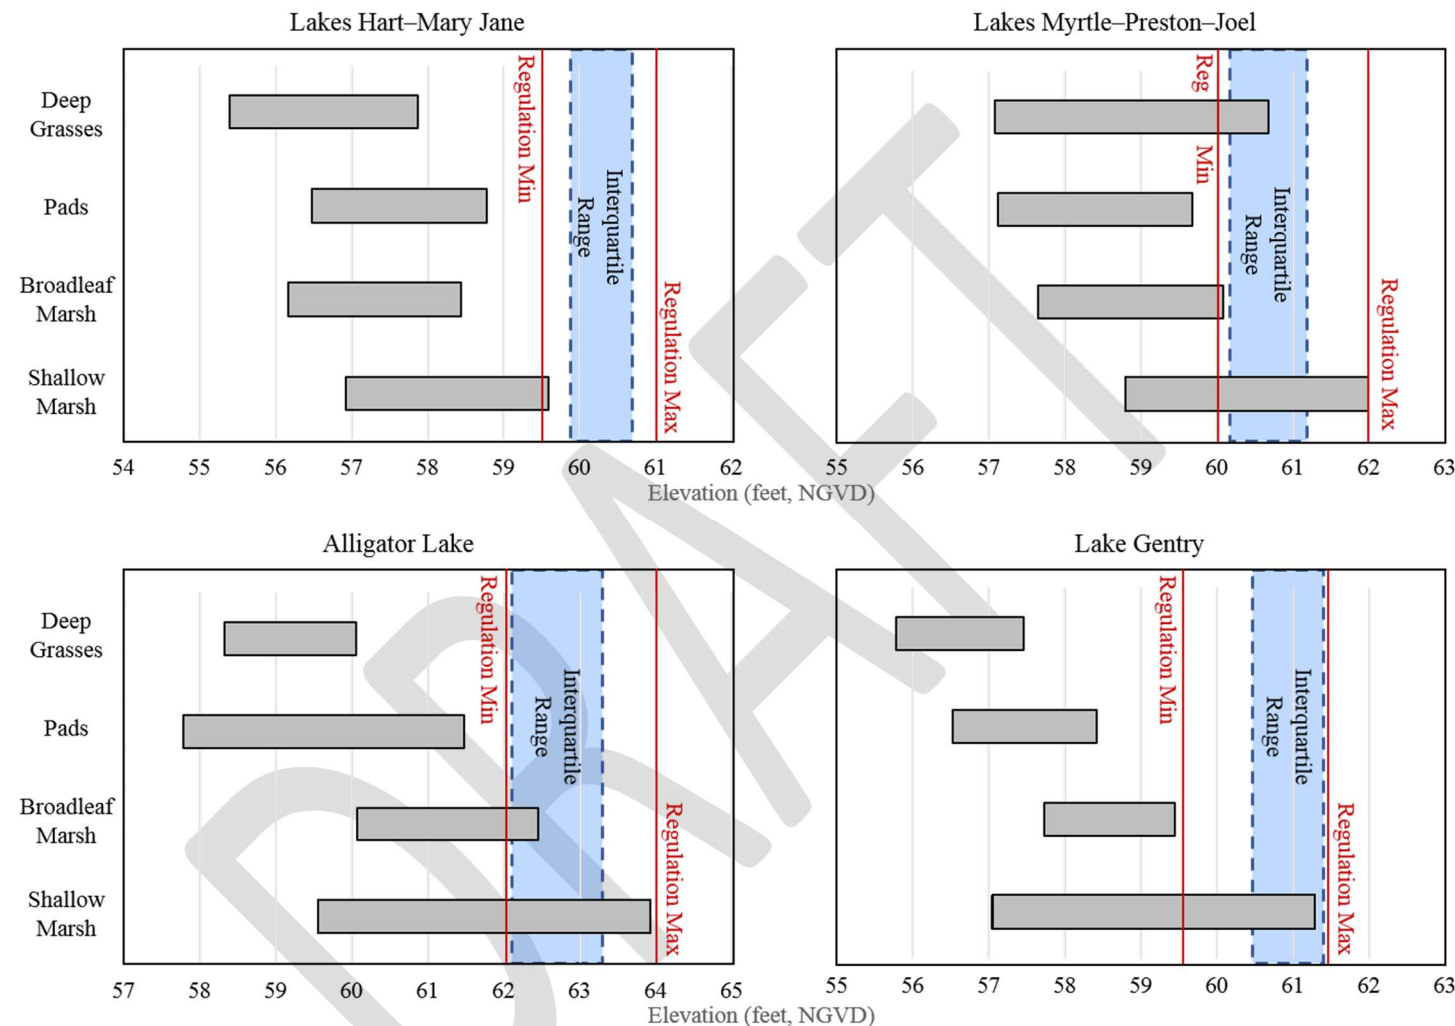 Lakes Hart–Mary Jane
Deep
Grasses
Pads
Broadleaf
Marsh
Shallow
Marsh
Regulation Min
Interquartile
Range
Regulation Max
54 55 56 57 58 59 60 61 62
Lakes Myrtle–Preston–Joel
Reg
Min
Interquartile
Range
Regulation Max
55 56 57 58 59 60 61 62 63
Elevation (feet, NGVD)
Alligator Lake
Deep
Grasses
Pads
Broadleaf
Marsh
Shallow
Marsh
Regulation Min
Interquartile
Range
Regulation Max
57 58 59 60 61 62 63 64 65
Lake Gentry
Regulation Min
Interquartile
Range
Regulation Max
55 56 57 58 59 60 61 62 63
Elevation (feet, NGVD)
DRAFT